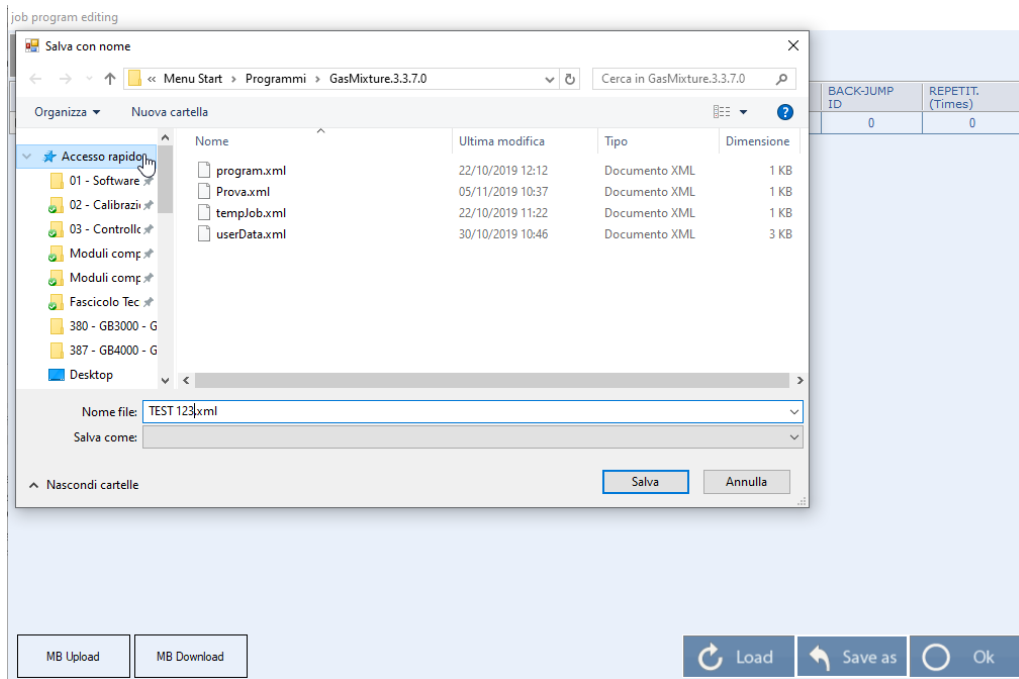 job program editing
Salva con nome
« Menu Start › Programmi › GasMixture.3.3.7.0
Cerca in GasMixture.3.3.7.0
BACK-JUMP ID
REPETIT. (Times)
0
0
Organizza
Nuova cartella
?
Nome
Ultima modifica
Tipo
Dimensione
Accesso rapido
01 - Software
02 - Calibrazi
03 - Controllc
Moduli comp
Moduli comp
Fascicolo Tec
380 - GB3000 - G
387 - GB4000 - G
Desktop
program.xml 22/10/2019 12:12 Documento XML 1 KB
Prova.xml 05/11/2019 10:37 Documento XML 1 KB
tempJob.xml 22/10/2019 11:22 Documento XML 1 KB
userData.xml 30/10/2019 10:46 Documento XML 3 KB
Nome file: TEST 123.xml
Salva come:
Nascondi cartelle
Salva
Annulla
MB Upload
MB Download
Load
Save as
Ok